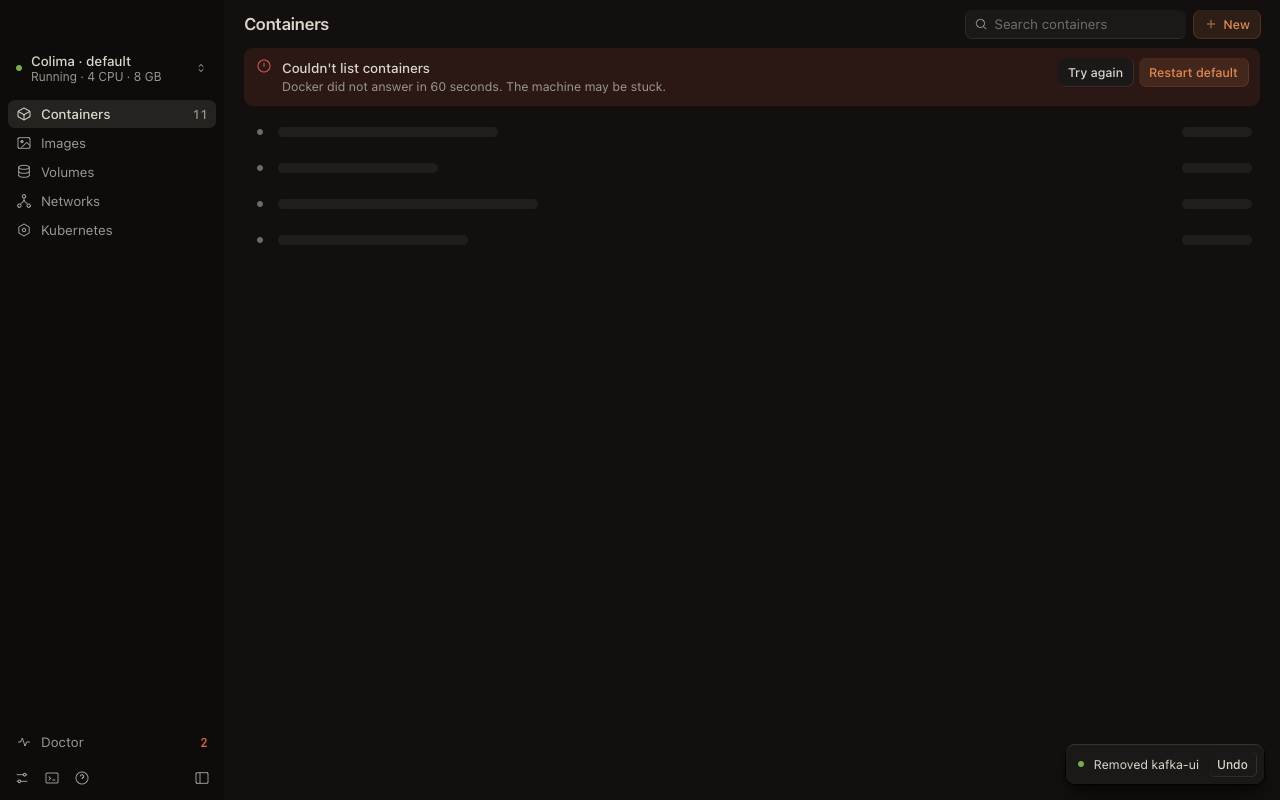 Containers
Search containers
New
Colima · default
Running · 4 CPU · 8 GB
Containers 11
Images
Volumes
Networks
Kubernetes
Couldn't list containers
Docker did not answer in 60 seconds. The machine may be stuck.
Try again
Restart default
Doctor 2
Removed kafka-ui
Undo